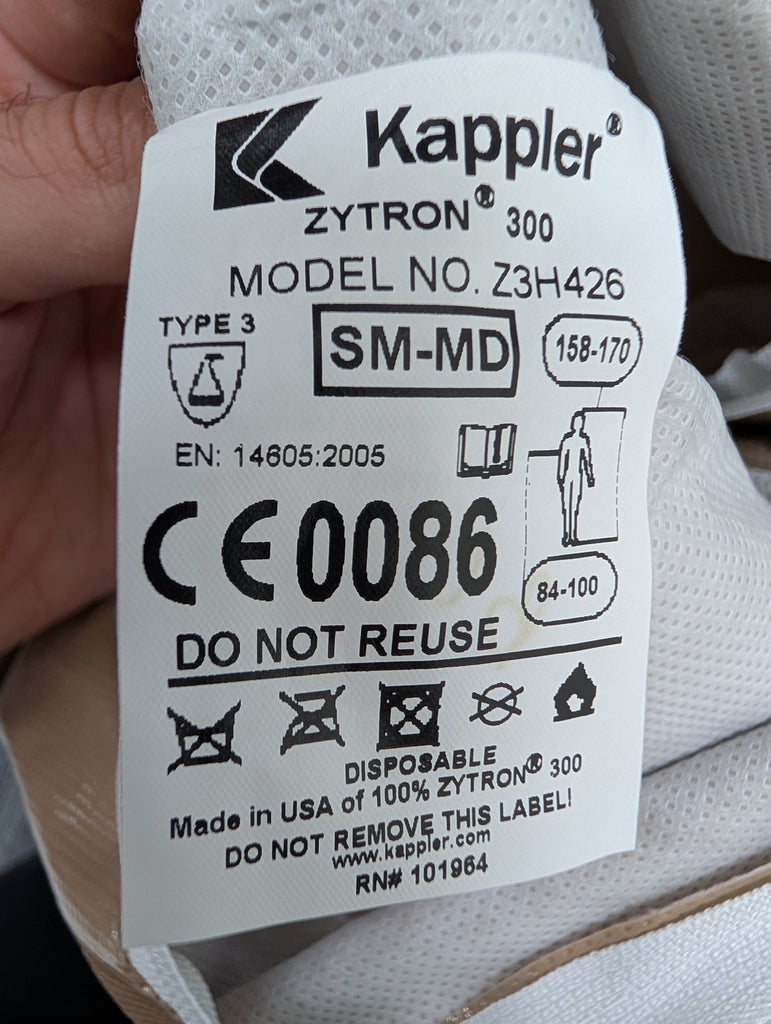 Kappler®
ZYTRON® 300
MODEL NO. Z3H426
TYPE 3
SM-MD
158-170
EN: 14605:2005
CE 0086
84-100
DO NOT REUSE
DISPOSABLE
Made in USA of 100% ZYTRON® 300
DO NOT REMOVE THIS LABEL!
www.kappler.com
RN# 101964